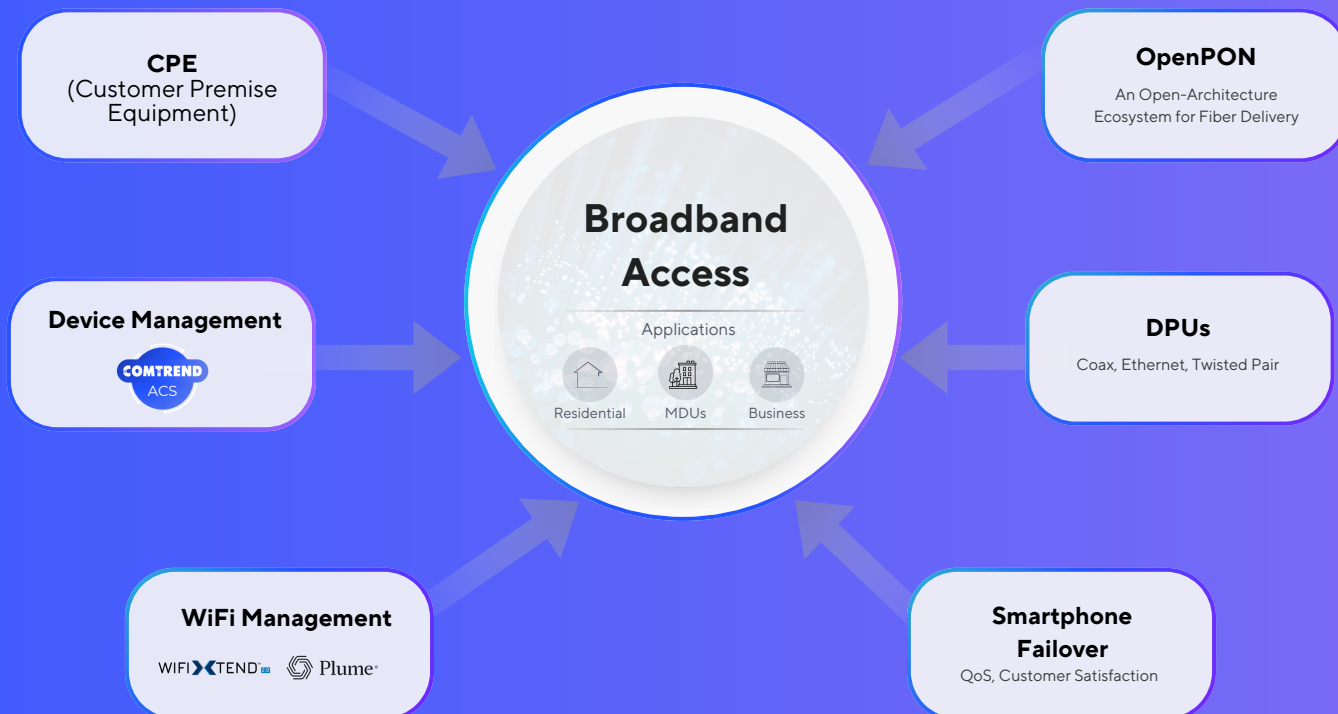 CPE
(Customer Premise
Equipment)
OpenPON
An Open-Architecture
Ecosystem for Fiber Delivery
Broadband
Access
Applications
Residential
MDUs
Business
Device Management
COMTREND
ACS
DPUs
Coax, Ethernet, Twisted Pair
WiFi Management
WIFI XTEND™
Plume®
Smartphone
Failover
QoS, Customer Satisfaction